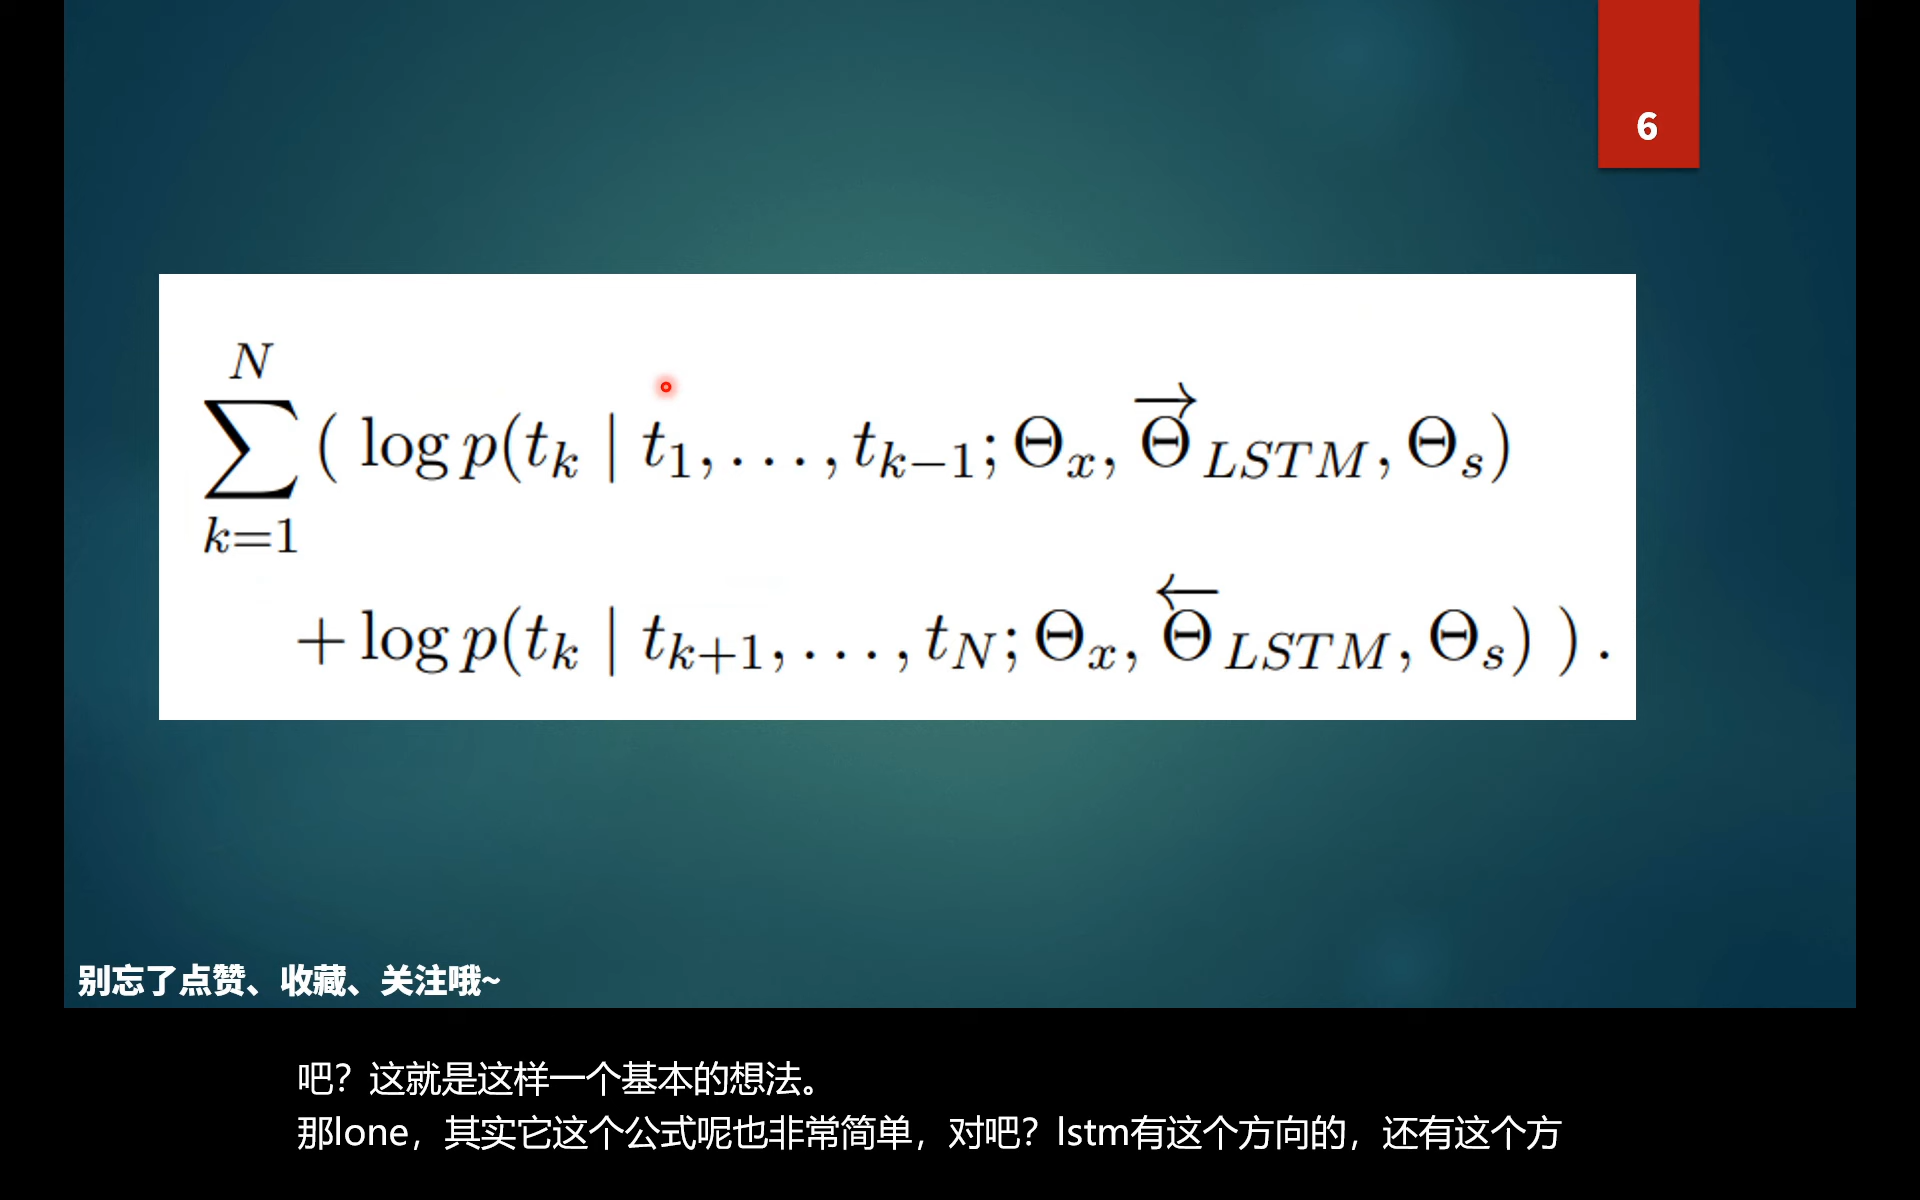 6
N
∑ ( log p(t_k | t_1, . . . , t_{k−1}; Θ_x, →Θ_{LSTM}, Θ_s)
k=1
+ log p(t_k | t_{k+1}, . . . , t_N; Θ_x, ←Θ_{LSTM}, Θ_s) ) .
别忘了点赞、收藏、关注哦~
吧？这就是这样一个基本的想法。
那lone，其实它这个公式呢也非常简单，对吧？lstm有这个方向的，还有这个方